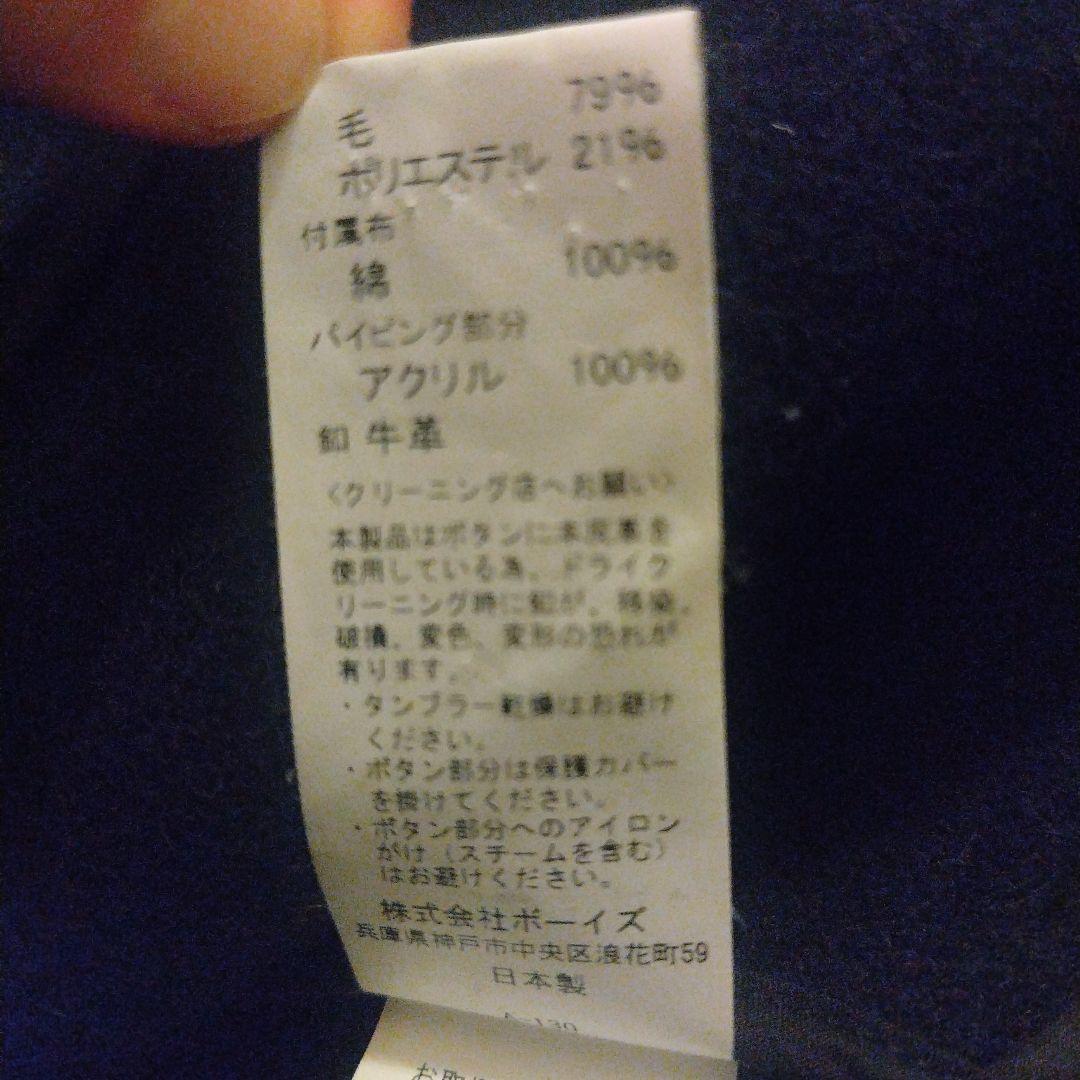 毛 79%
ポリエステル 21%
付属布
綿 100%
パイピング部分
アクリル 100%
釦 牛革
〈クリーニング店へお願い〉
本製品はボタンに本皮革を
使用している為、ドライク
リーニング時に釦が、移染、
破損、変色、変形の恐れが
有ります。
・タンブラー乾燥はお避け
ください。
・ボタン部分は保護カバー
を掛けてください。
・ボタン部分へのアイロン
がけ（スチームを含む）
はお避けください。
株式会社ボーイズ
兵庫県神戸市中央区浪花町59
日本製
A-130
お取